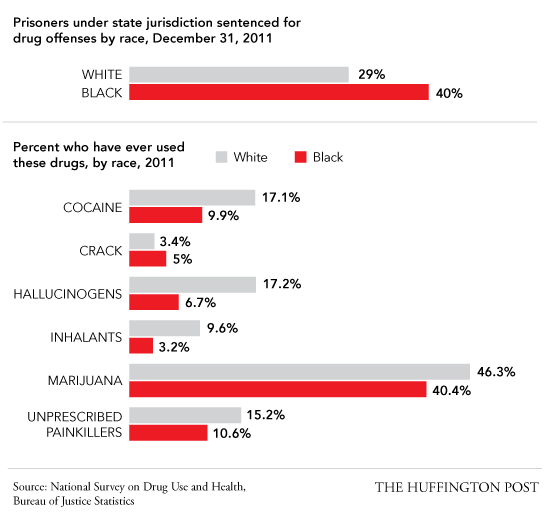 Prisoners under state jurisdiction sentenced for
drug offenses by race, December 31, 2011
WHITE 29%
BLACK 40%
Percent who have ever used
these drugs, by race, 2011
White Black
COCAINE
17.1%
9.9%
CRACK
3.4%
5%
HALLUCINOGENS
17.2%
6.7%
INHALANTS
9.6%
3.2%
MARIJUANA
46.3%
40.4%
UNPRESCRIBED
PAINKILLERS
15.2%
10.6%
Source: National Survey on Drug Use and Health,
Bureau of Justice Statistics
THE HUFFINGTON POST